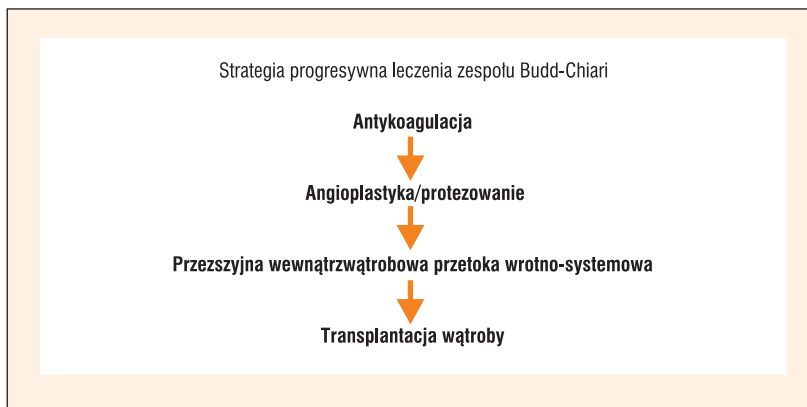 Strategia progresywna leczenia zespołu Budd-Chiari
Antykoagulacja
Angioplastyka/protezowanie
Przezszyjna wewnątrzwątrobowa przetoka wrotno-systemowa
Transplantacja wątroby